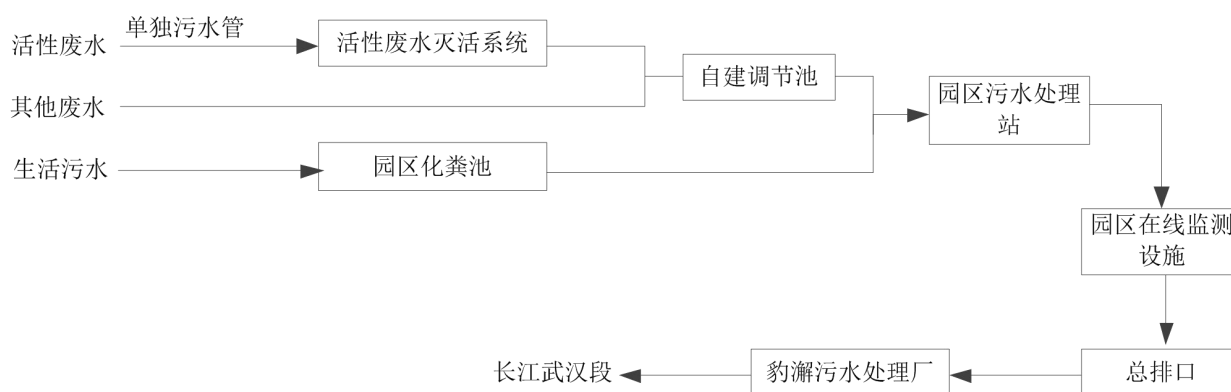 活性废水
单独污水管
活性废水灭活系统
其他废水
自建调节池
园区污水处理
站
生活污水
园区化粪池
园区在线监测
设施
长江武汉段
豹澥污水处理厂
总排口